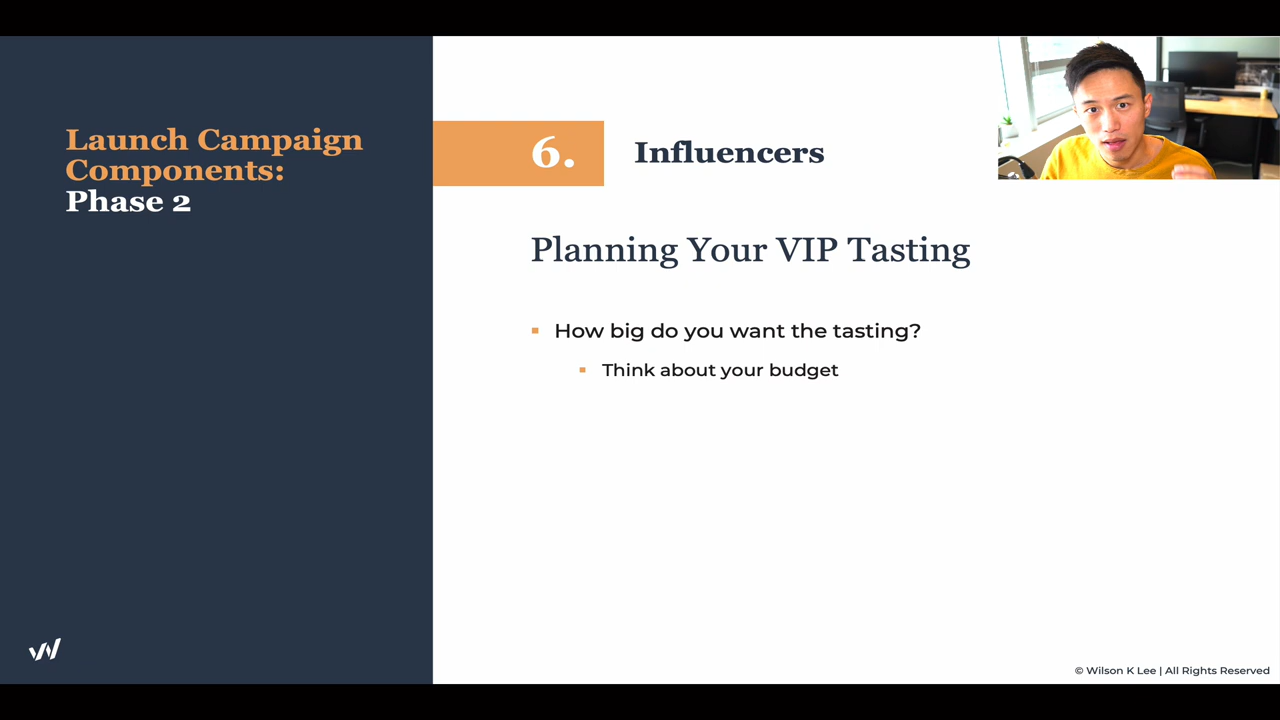 Launch Campaign
Components:
Phase 2
6.
Influencers
Planning Your VIP Tasting
How big do you want the tasting?
Think about your budget
© Wilson K Lee | All Rights Reserved